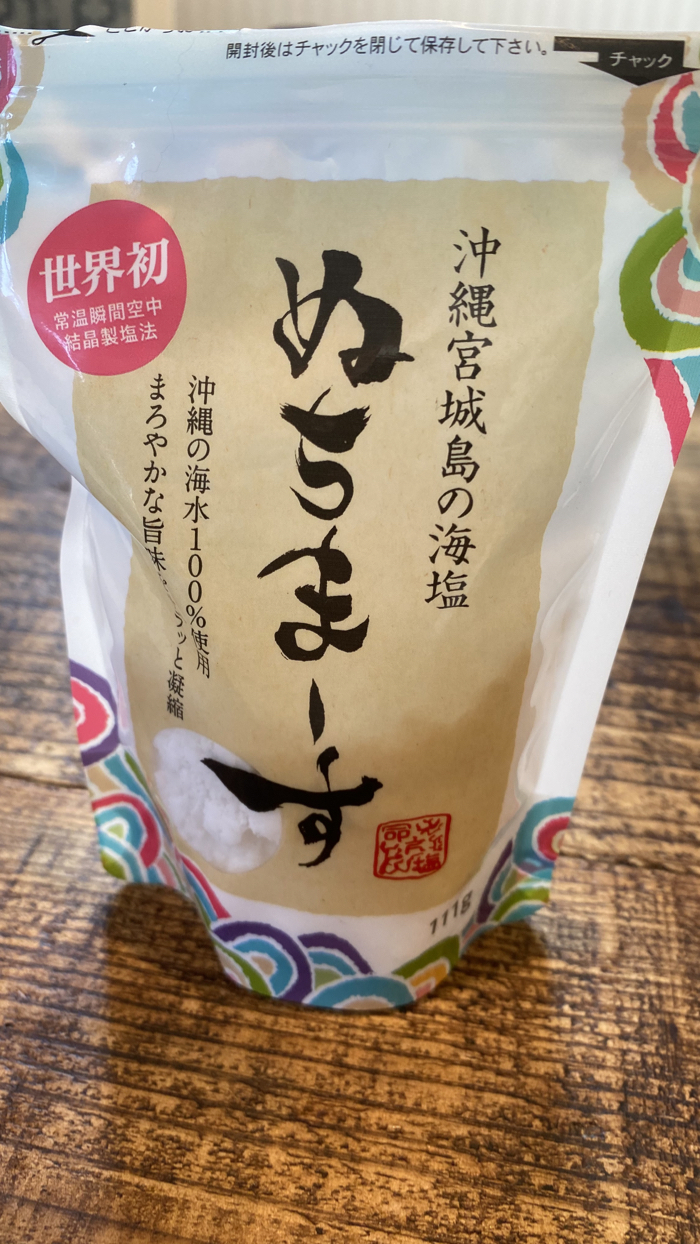 開封後はチャックを閉じて保存して下さい。
チャック
世界初
常温瞬間空中
結晶製塩法
沖縄宮城島の海塩
ぬちまーす
沖縄の海水100%使用
まろやかな旨味
ッと凝縮
111g